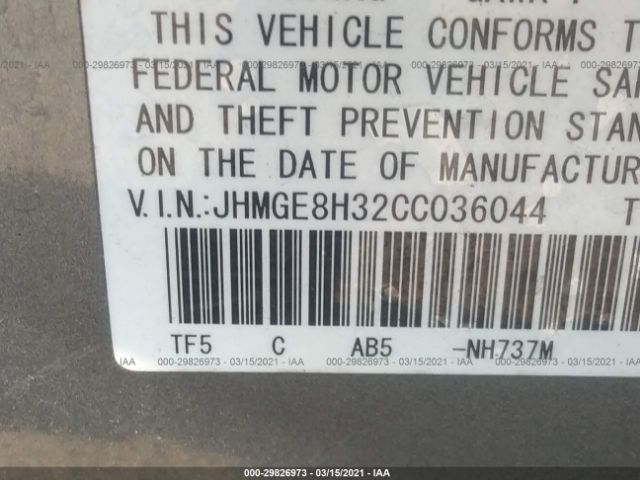 THIS VEHICLE CONFORMS T
FEDERAL MOTOR VEHICLE SAF
AND THEFT PREVENTION STAN
ON THE DATE OF MANUFACTUR
V.I.N.:JHMGE8H32CC036044 T
TF5 C AB5 -NH737M
000-29826973 - 03/15/2021 - IAA